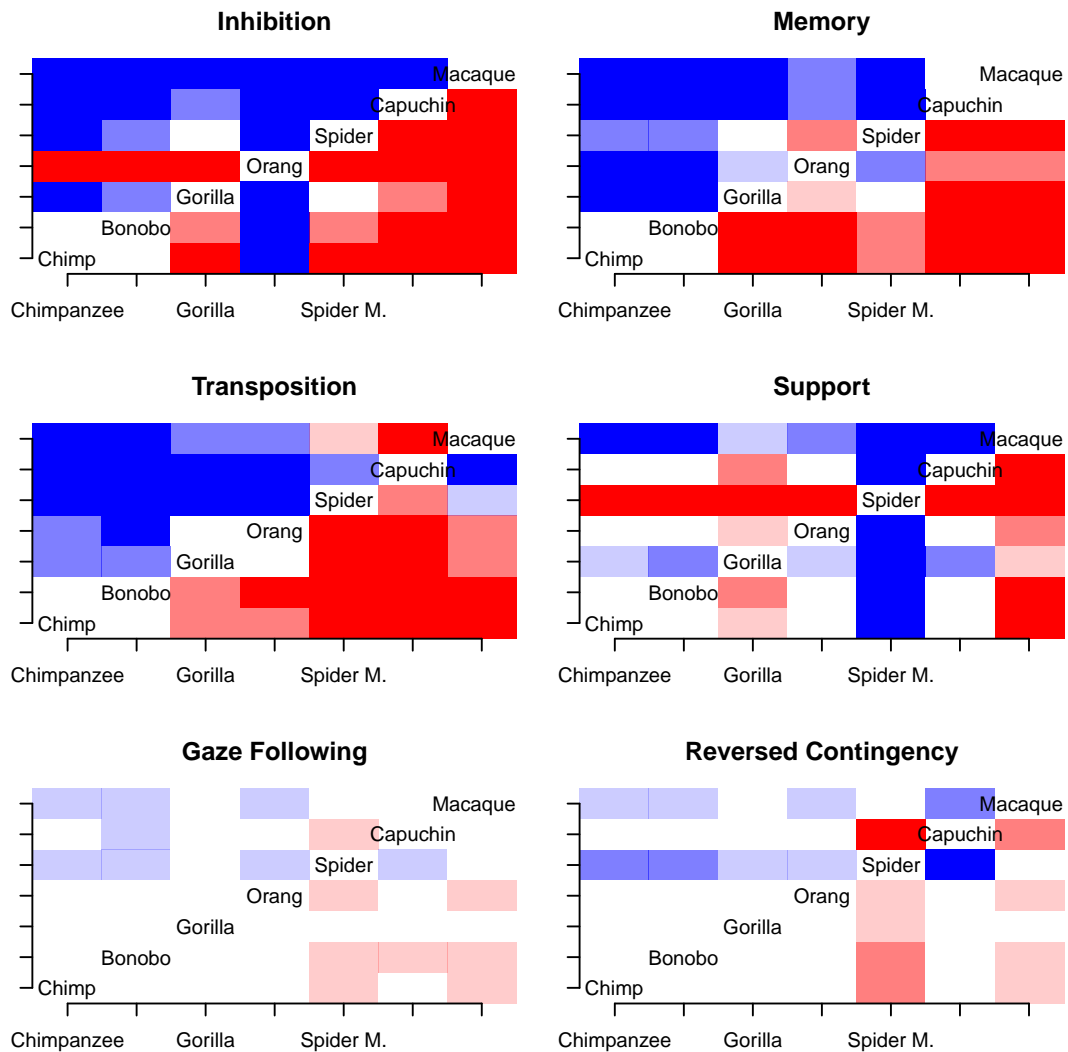 Inhibition
Macaque
Capuchin
Spider
Orang
Gorilla
Bonobo
Chimp
Chimpanzee Gorilla Spider M.
Memory
Macaque
Capuchin
Spider
Orang
Gorilla
Bonobo
Chimp
Chimpanzee Gorilla Spider M.
Transposition
Macaque
Capuchin
Spider
Orang
Gorilla
Bonobo
Chimp
Chimpanzee Gorilla Spider M.
Support
Macaque
Capuchin
Spider
Orang
Gorilla
Bonobo
Chimp
Chimpanzee Gorilla Spider M.
Gaze Following
Macaque
Capuchin
Spider
Orang
Gorilla
Bonobo
Chimp
Chimpanzee Gorilla Spider M.
Reversed Contingency
Macaque
Capuchin
Spider
Orang
Gorilla
Bonobo
Chimp
Chimpanzee Gorilla Spider M.